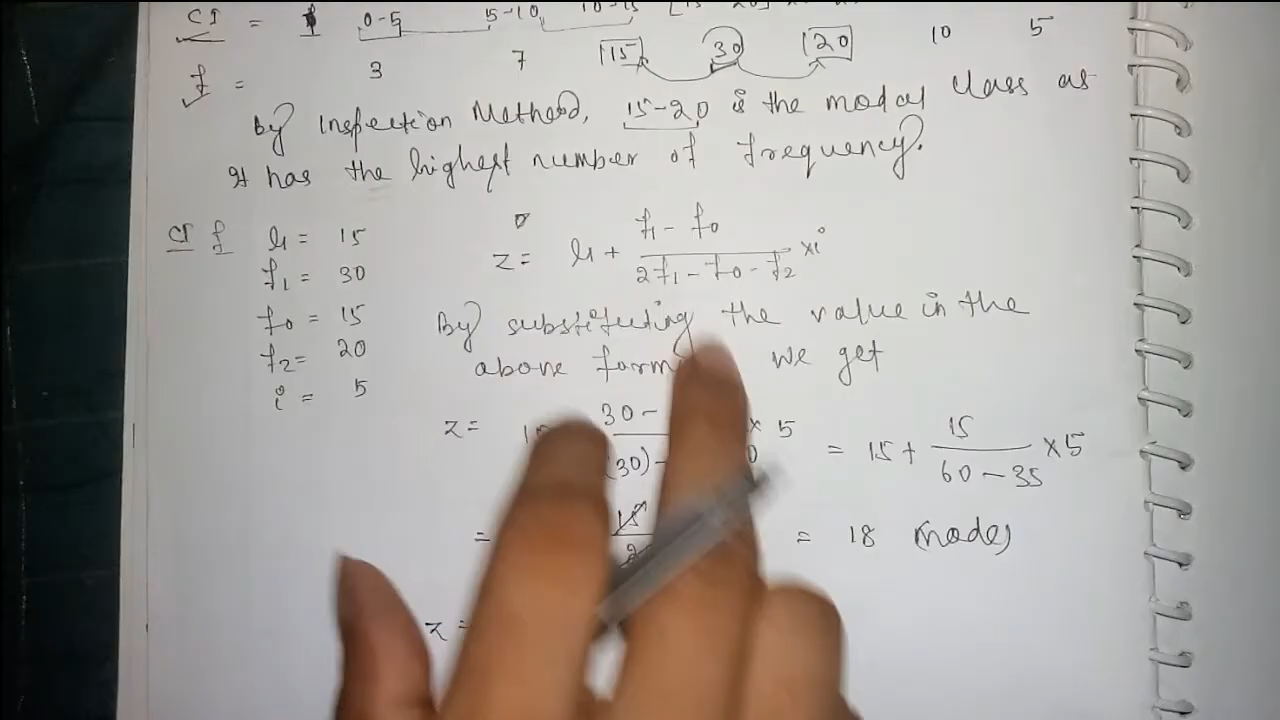 CI = 0-5 5-10 10-15
f = 3 7 15 30 20 10 5
By Inspection Method, 15-20 is the modal class as
It has the highest number of frequency.
CI f l1 = 15
f1 = 30
f0 = 15
f2 = 20
i = 5
z = l1 + f1 - f0 / 2f1 - f0 - f2 × i
By substituting the value in the
above we get
z = 30 - × 5 = 15 + 15 / 60 - 35 × 5
(30) -
= 15 = 18 (mode)
z =